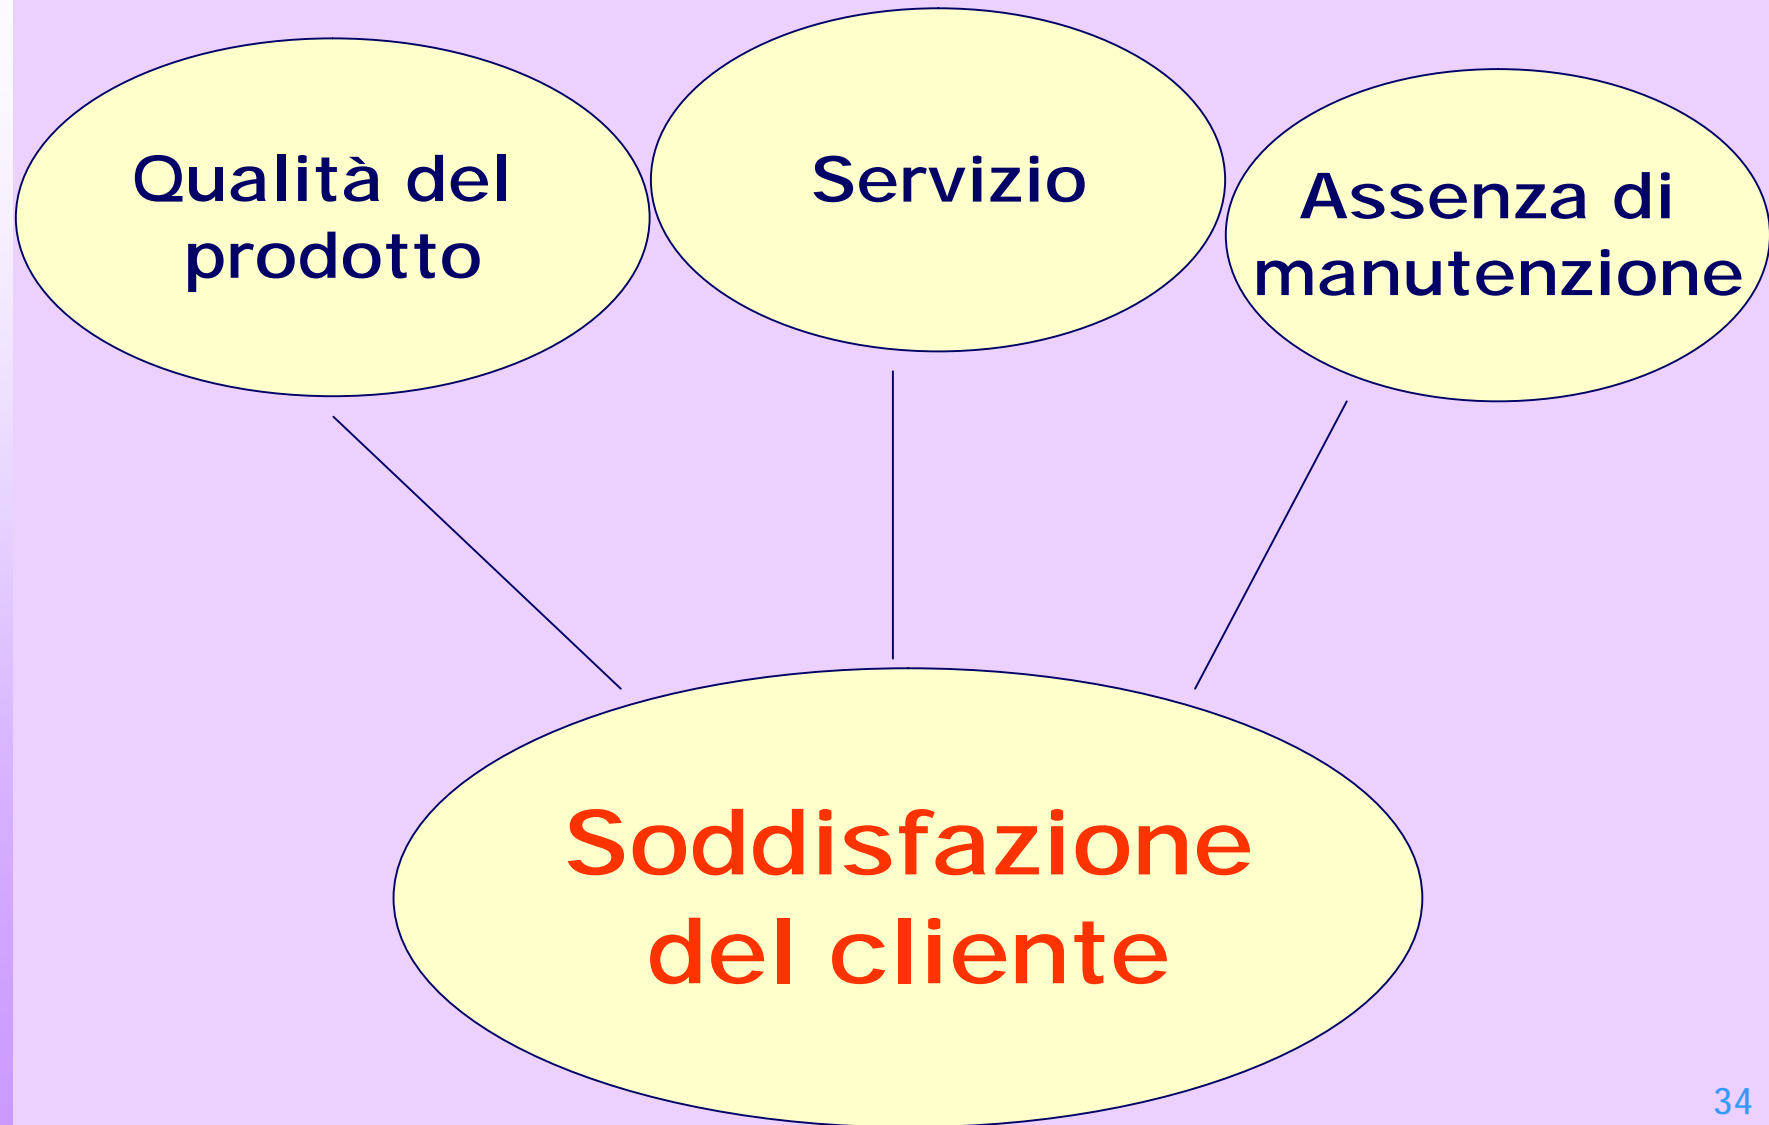 Qualità del
prodotto
Servizio
Assenza di
manutenzione
Soddisfazione
del cliente
34